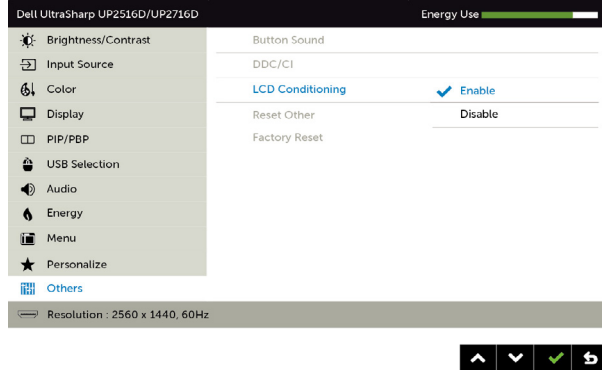 Dell UltraSharp UP2516D/UP2716D
Energy Use
Brightness/Contrast
Input Source
Color
Display
PIP/PBP
USB Selection
Audio
Energy
Menu
Personalize
Others
Button Sound
DDC/CI
LCD Conditioning
Reset Other
Factory Reset
Enable
Disable
Resolution : 2560 x 1440, 60Hz